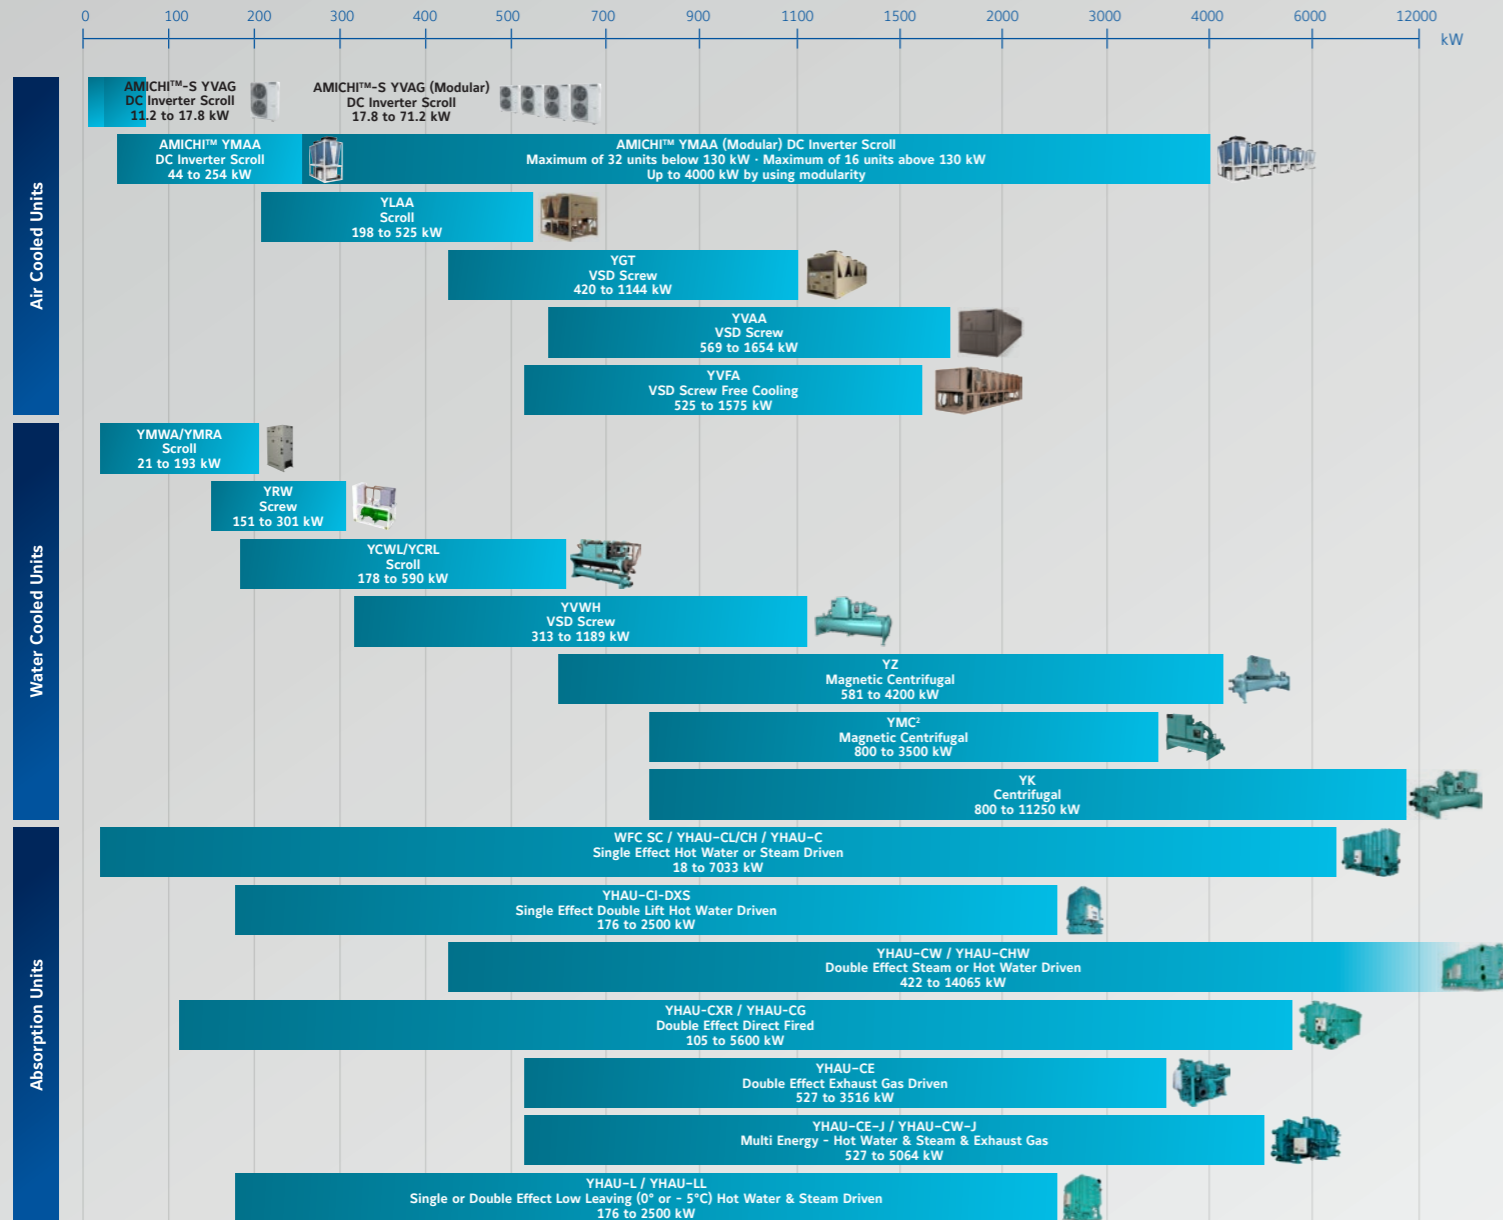 0 100 200 300 400 500 700 900 1100 1500 2000 3000 4000 6000 12000
kW
Air Cooled Units
AMICHI™-S YVAG
DC Inverter Scroll
11.2 to 17.8 kW
AMICHI™-S YVAG (Modular)
DC Inverter Scroll
17.8 to 71.2 kW
AMICHI™ YMAA
DC Inverter Scroll
44 to 254 kW
AMICHI™ YMAA (Modular) DC Inverter Scroll
Maximum of 32 units below 130 kW · Maximum of 16 units above 130 kW
Up to 4000 kW by using modularity
YLAA
Scroll
198 to 525 kW
YGT
VSD Screw
420 to 1144 kW
YVAA
VSD Screw
569 to 1654 kW
YVFA
VSD Screw Free Cooling
525 to 1575 kW
Water Cooled Units
YMWA/YMRA
Scroll
21 to 193 kW
YRW
Screw
151 to 301 kW
YCWL/YCRL
Scroll
178 to 590 kW
YVWH
VSD Screw
313 to 1189 kW
YZ
Magnetic Centrifugal
581 to 4200 kW
YMC²
Magnetic Centrifugal
800 to 3500 kW
YK
Centrifugal
800 to 11250 kW
Absorption Units
WFC SC / YHAU-CL/CH / YHAU-C
Single Effect Hot Water or Steam Driven
18 to 7033 kW
YHAU-CI-DXS
Single Effect Double Lift Hot Water Driven
176 to 2500 kW
YHAU-CW / YHAU-CHW
Double Effect Steam or Hot Water Driven
422 to 14065 kW
YHAU-CXR / YHAU-CG
Double Effect Direct Fired
105 to 5600 kW
YHAU-CE
Double Effect Exhaust Gas Driven
527 to 3516 kW
YHAU-CE-J / YHAU-CW-J
Multi Energy - Hot Water & Steam & Exhaust Gas
527 to 5064 kW
YHAU-L / YHAU-LL
Single or Double Effect Low Leaving (0° or - 5°C) Hot Water & Steam Driven
176 to 2500 kW